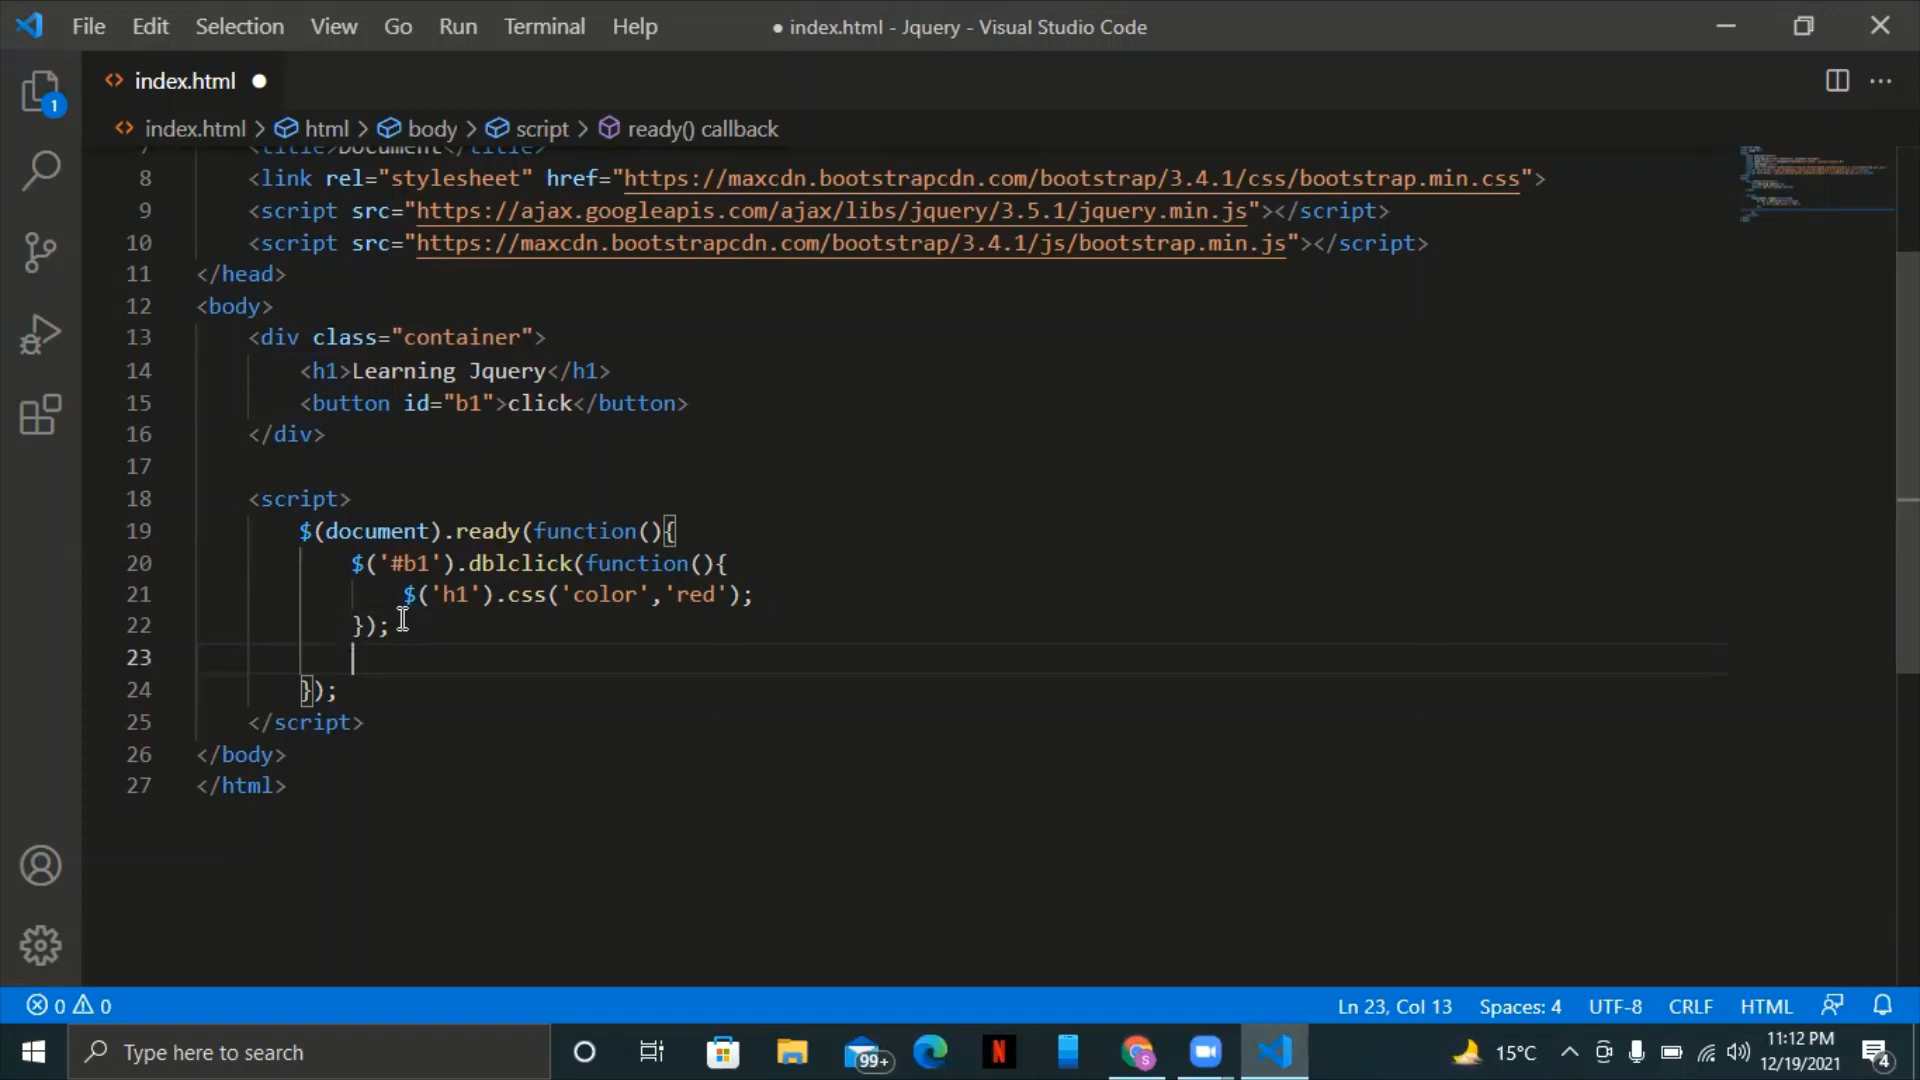 File Edit Selection View Go Run Terminal Help
● index.html - Jquery - Visual Studio Code
index.html ●
1
index.html > html > body > script > ready() callback
7 <title>Document</title>
8 <link rel="stylesheet" href="https://maxcdn.bootstrapcdn.com/bootstrap/3.4.1/css/bootstrap.min.css">
9 <script src="https://ajax.googleapis.com/ajax/libs/jquery/3.5.1/jquery.min.js"></script>
10 <script src="https://maxcdn.bootstrapcdn.com/bootstrap/3.4.1/js/bootstrap.min.js"></script>
11 </head>
12 <body>
13 <div class="container">
14 <h1>Learning Jquery</h1>
15 <button id="b1">click</button>
16 </div>
17
18 <script>
19 $(document).ready(function(){
20 $('#b1').dblclick(function(){
21 $('h1').css('color','red');
22 });
23
24 });
25 </script>
26 </body>
27 </html>
0 0 Ln 23, Col 13 Spaces: 4 UTF-8 CRLF HTML
Type here to search 99+ N S 15°C 11:12 PM
12/19/2021 4